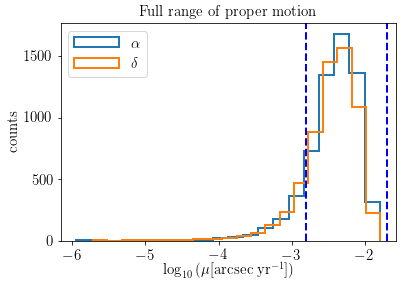 Full range of proper motion
α
δ
counts
1500
1000
500
0
−6 −5 −4 −3 −2
log₁₀(μ[arcsec yr⁻¹])